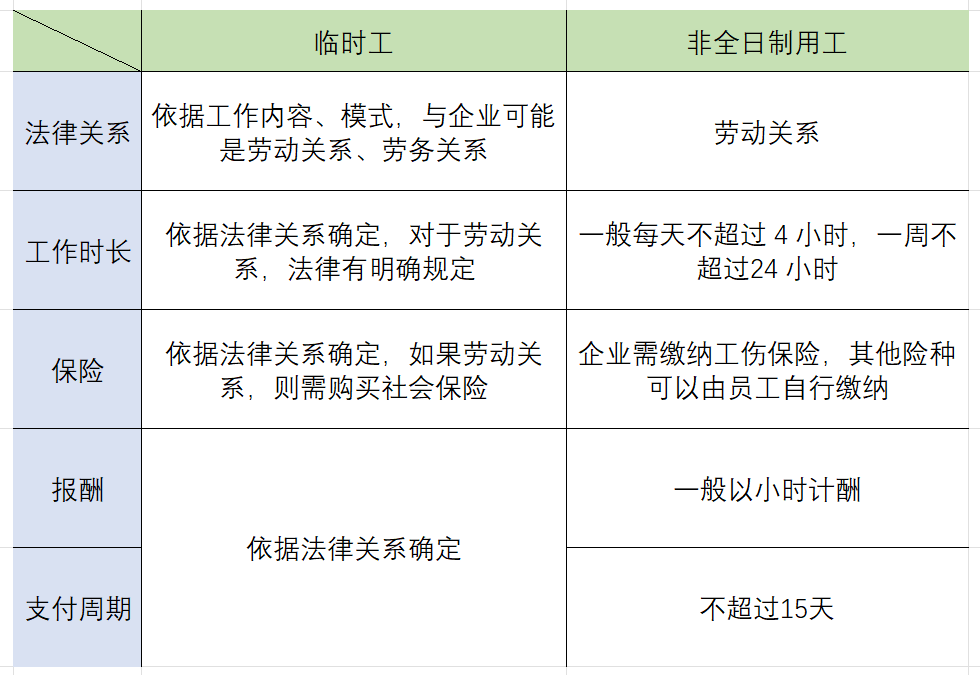 临时工
非全日制用工
法律关系
依据工作内容、模式，与企业可能
是劳动关系、劳务关系
劳动关系
工作时长
依据法律关系确定，对于劳动关
系，法律有明确规定
一般每天不超过 4 小时，一周不
超过24 小时
保险
依据法律关系确定，如果劳动关
系，则需购买社会保险
企业需缴纳工伤保险，其他险种
可以由员工自行缴纳
报酬
依据法律关系确定
一般以小时计酬
支付周期
不超过15天